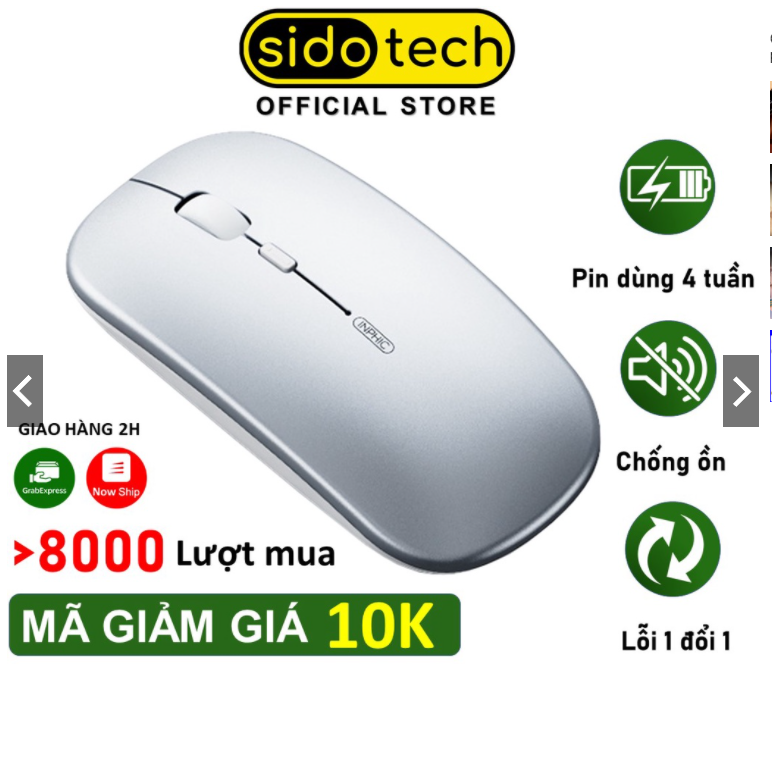 sidotech
OFFICIAL STORE
INPHIC
Pin dùng 4 tuần
Chống ồn
GIAO HÀNG 2H
GrabExpress
Now Ship
>8000 Lượt mua
MÃ GIẢM GIÁ 10K
Lỗi 1 đổi 1